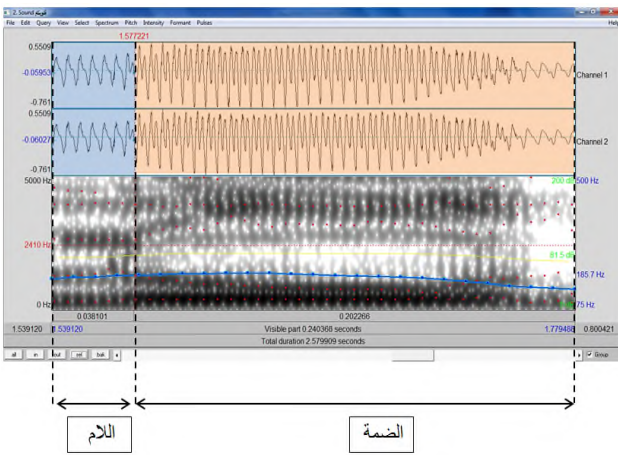 2. Sound
File Edit Query View Select Spectrum Pitch Intensity Formant Pulses Help
1.577221
0.5509
-0.05953
Channel 1
-0.761
0.5509
-0.06027
Channel 2
-0.761
5000 Hz 200 dB 500 Hz
2410 Hz
81.5 dB
185.7 Hz
0 Hz 75 Hz
0.038101 0.202266
1.539120 1.539120 Visible part 0.240368 seconds 1.779488 0.800421
Total duration 2.579909 seconds
all in out sel bak Group
اللام الضمة